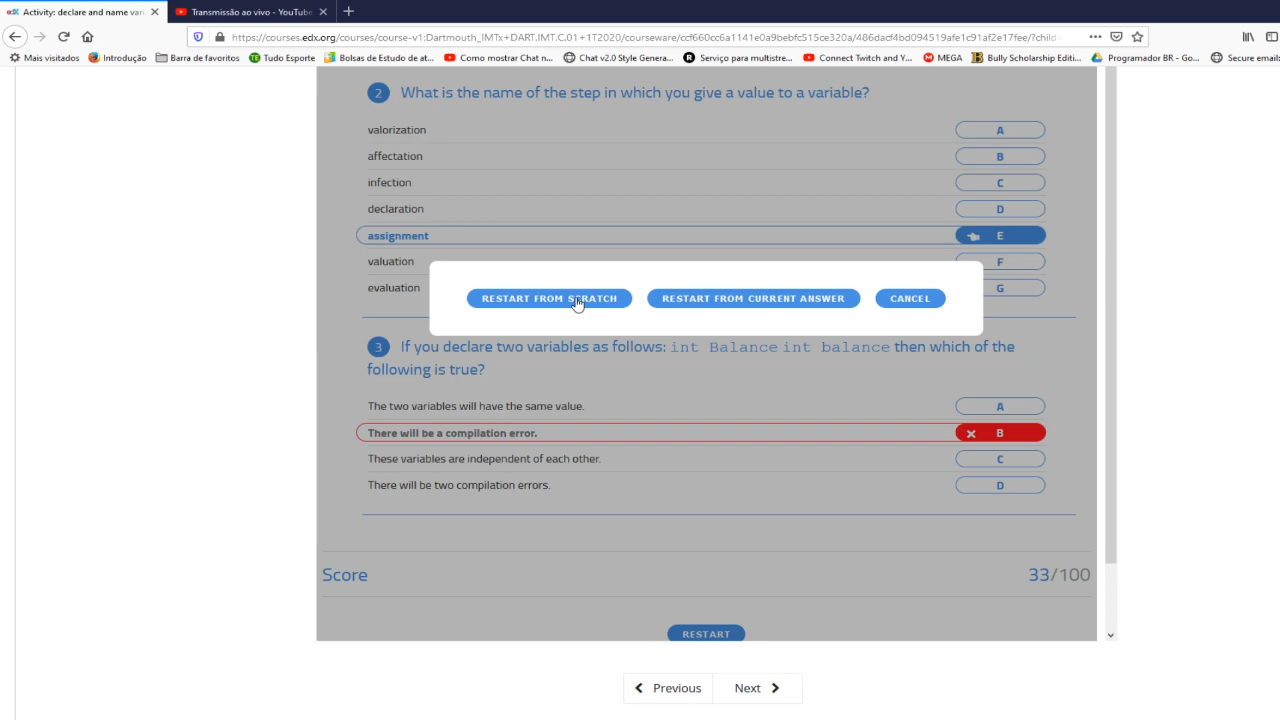 Activity: declare and name vari
Transmissão ao vivo - YouTube
https://courses.edx.org/courses/course-v1:Dartmouth_IMTx+DART.IMT.C.01+1T2020/courseware/ccf660cc6a1141e0a9bebfc515ce320a/486dacf4bd094519afe1c91af2e17fee/?child
Mais visitados Introdução Barra de favoritos TE Tudo Esporte Bolsas de Estudo de at... Como mostrar Chat n... Chat v2.0 Style Genera... Serviço para multistre... Connect Twitch and Y... MEGA Bully Scholarship Editi... Programador BR - Go... Secure emails
2 What is the name of the step in which you give a value to a variable?
valorization A
affectation B
infection C
declaration D
assignment E
valuation F
evaluation G
RESTART FROM SCRATCH RESTART FROM CURRENT ANSWER CANCEL
3 If you declare two variables as follows: int Balance int balance then which of the
following is true?
The two variables will have the same value. A
There will be a compilation error. B
These variables are independent of each other. C
There will be two compilation errors. D
Score 33/100
RESTART
Previous Next